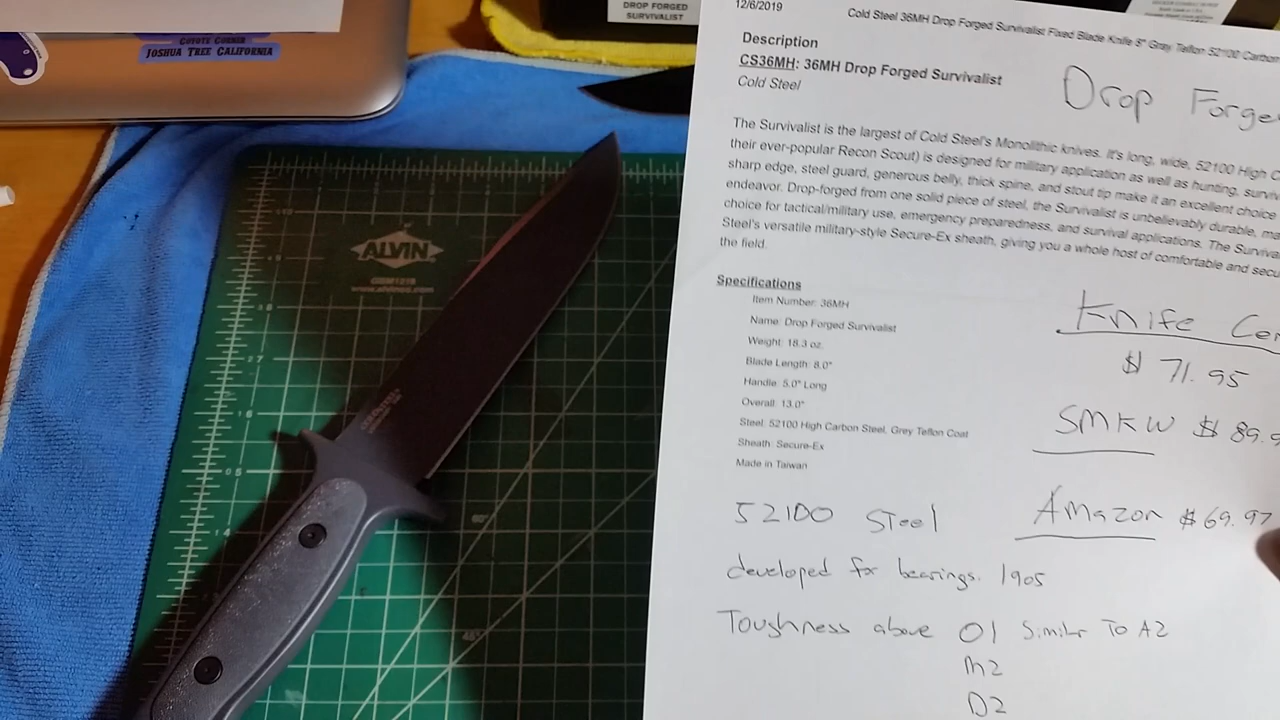 DROP FORGED
SURVIVALIST
COYOTE CORNER
JOSHUA TREE CALIFORNIA
ALVIN
www.alvinco.com
12/6/2019
Cold Steel 36MH Drop Forged Survivalist Fixed Blade Knife 8" Gray Teflon 52100 Carbon
Description
CS36MH: 36MH Drop Forged Survivalist
Cold Steel
Drop Forge
The Survivalist is the largest of Cold Steel's Monolithic knives. It's long, wide, 52100 High C
their ever-popular Recon Scout) is designed for military application as well as hunting, surviv
sharp edge, steel guard, generous belly, thick spine, and stout tip make it an excellent choice
endeavor. Drop-forged from one solid piece of steel, the Survivalist is unbelievably durable, ma
choice for tactical/military use, emergency preparedness, and survival applications. The Surviva
Steel's versatile military-style Secure-Ex sheath, giving you a whole host of comfortable and secu
the field.
Specifications
Item Number: 36MH
Name: Drop Forged Survivalist
Weight: 18.3 oz.
Blade Length: 8.0"
Handle: 5.0" Long
Overall: 13.0"
Steel: 52100 High Carbon Steel, Grey Teflon Coat
Sheath: Secure-Ex
Made in Taiwan
Knife Cen
$ 71.95
SMKW $ 89.9
Amazon $69.97
52100 Steel
developed for bearings. 1905
Toughness above O1 Similar To A2
M2
D2